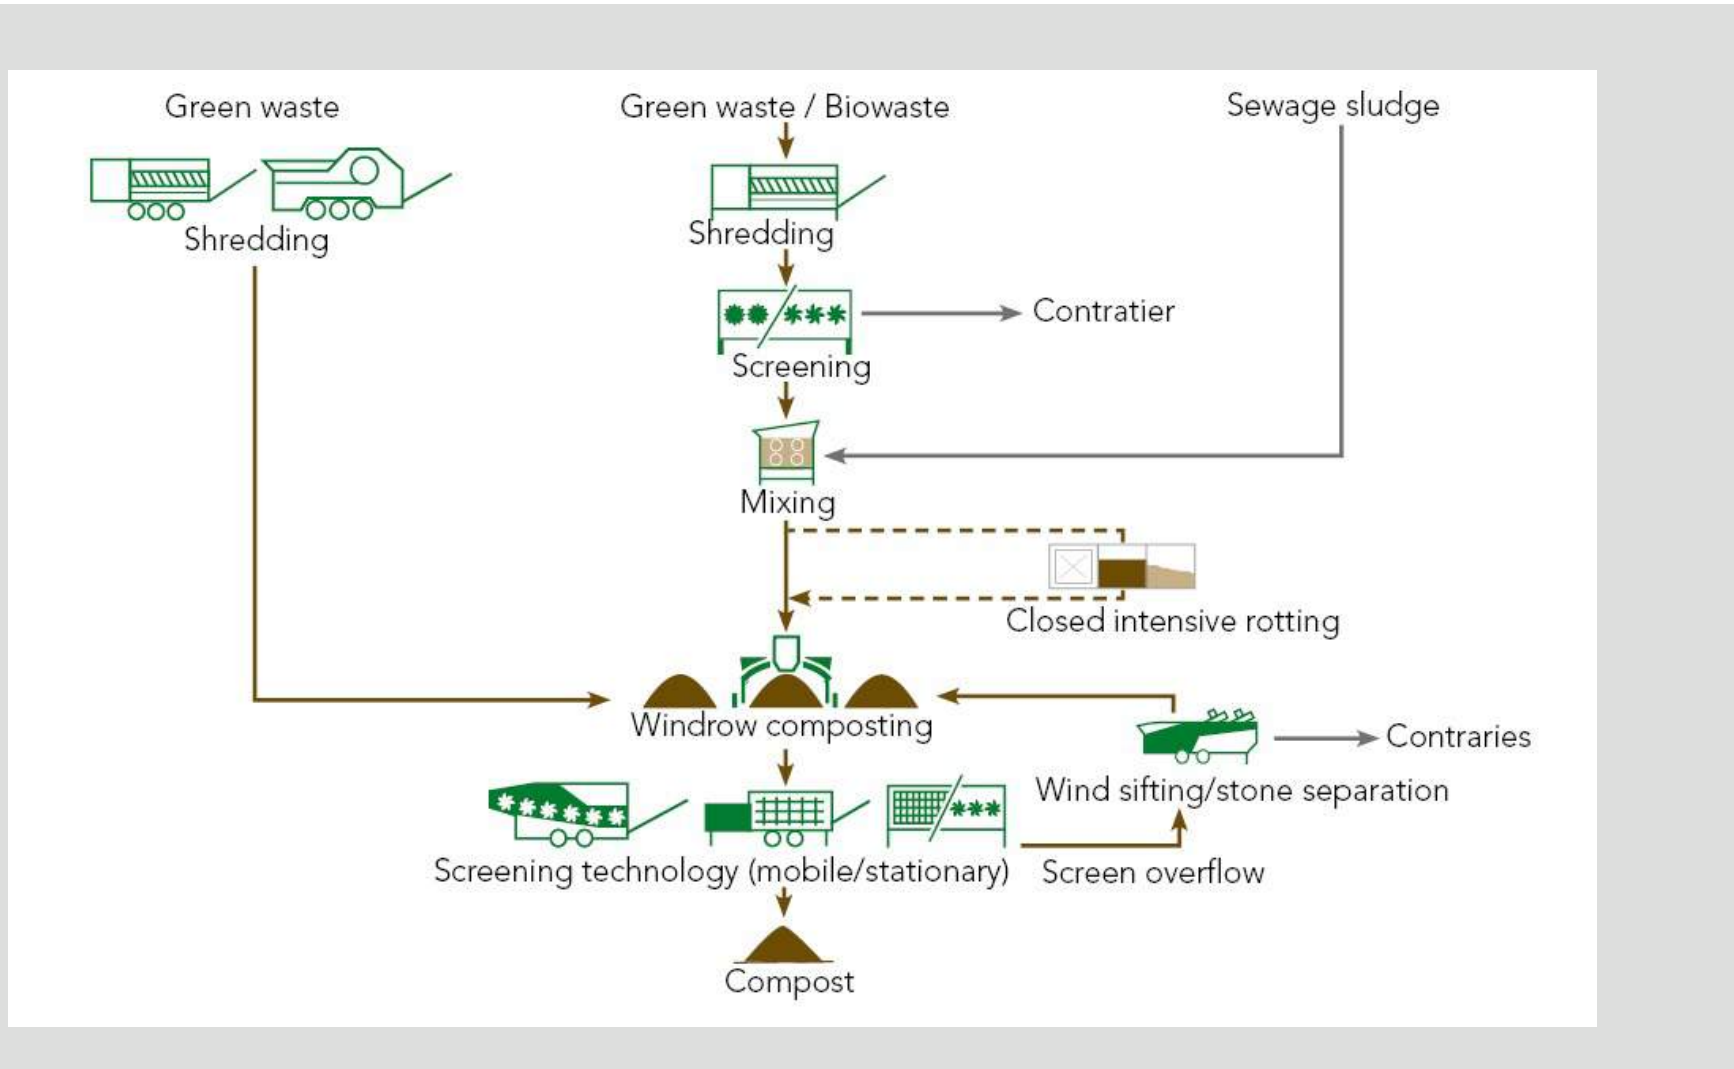 Green waste
Green waste / Biowaste
Sewage sludge
Shredding
Shredding
Contratier
Screening
Mixing
Closed intensive rotting
Windrow composting
Contraries
Wind sifting/stone separation
Screening technology (mobile/stationary)
Screen overflow
Compost